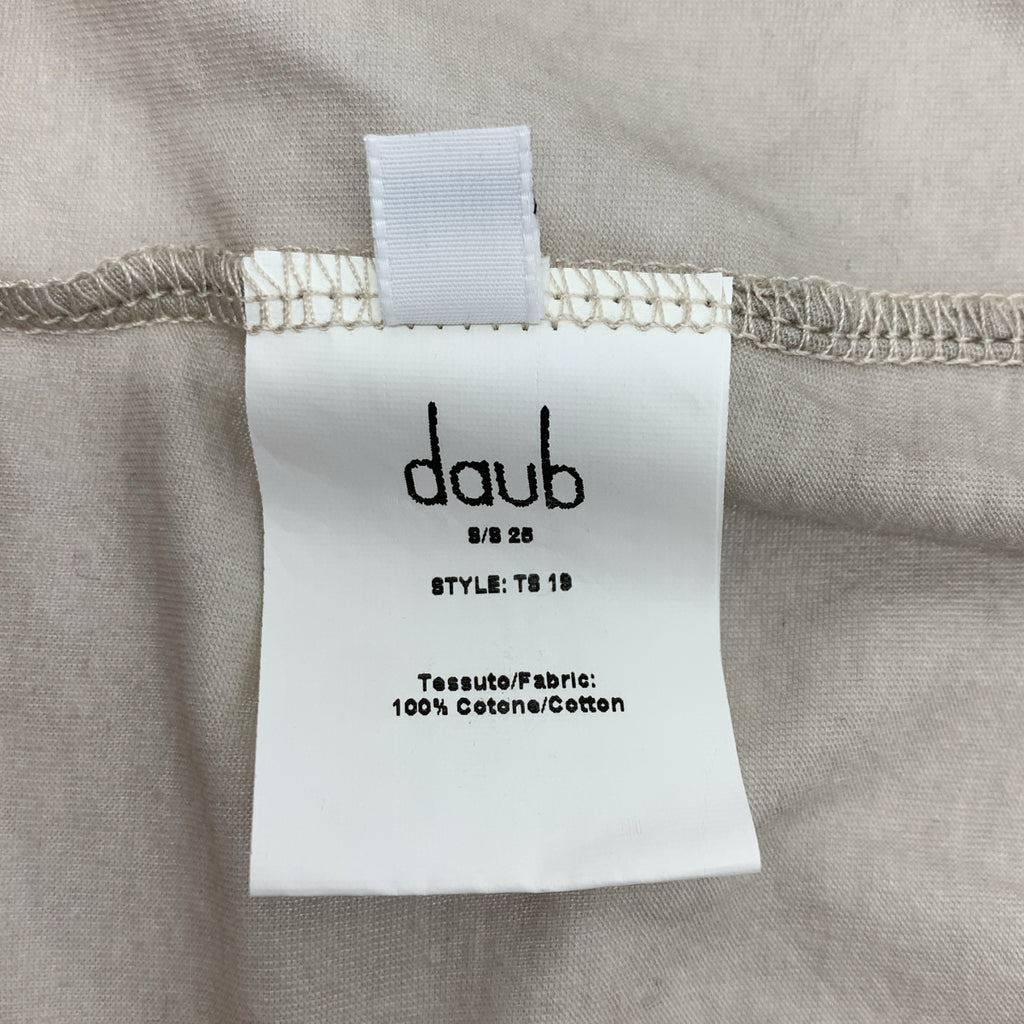 daub
S/S 25
STYLE: TS 19
Tessuto/Fabric:
100% Cotone/Cotton